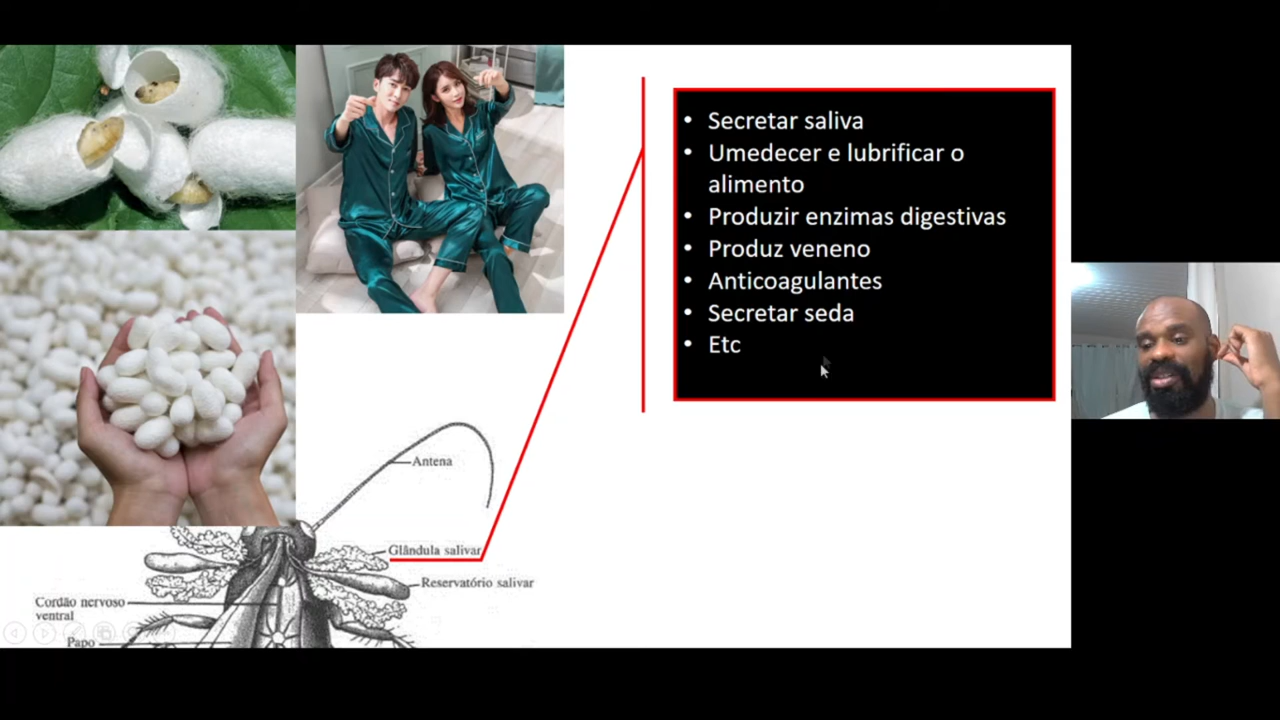 • Secretar saliva
• Umedecer e lubrificar o
alimento
• Produzir enzimas digestivas
• Produz veneno
• Anticoagulantes
• Secretar seda
• Etc
Antena
Glândula salivar
Reservatório salivar
Cordão nervoso
ventral
Papo